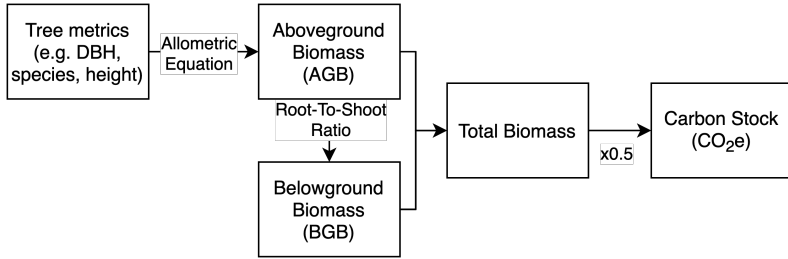 Tree metrics
(e.g. DBH,
species, height)
Allometric
Equation
Aboveground
Biomass
(AGB)
Root-To-Shoot
Ratio
Belowground
Biomass
(BGB)
Total Biomass
x0.5
Carbon Stock
(CO₂e)